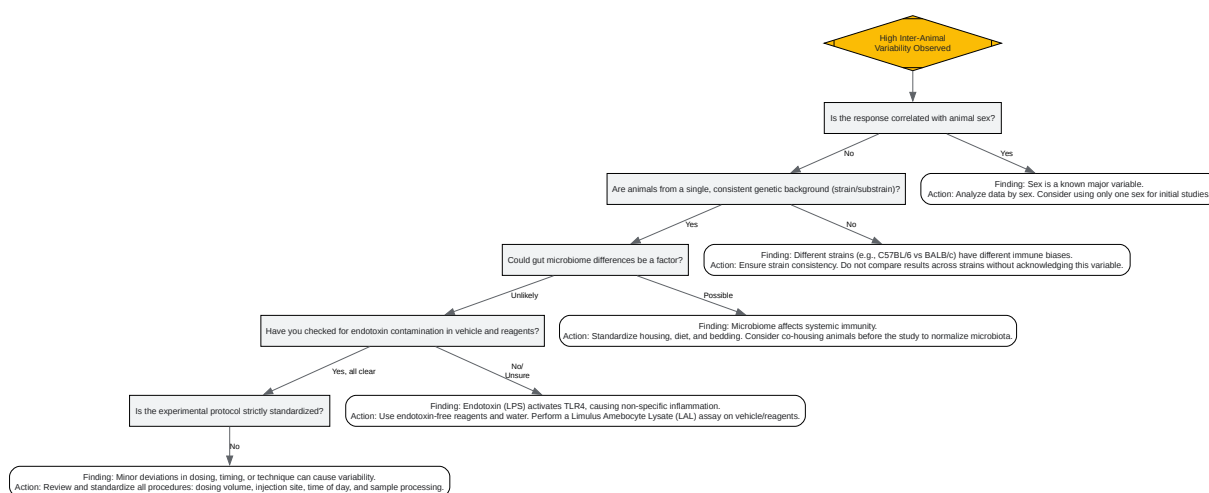 High Inter-Animal
Variability Observed
Is the response correlated with animal sex?
No
Yes
Are animals from a single, consistent genetic background (strain/substrain)?
Finding: Sex is a known major variable.
Action: Analyze data by sex. Consider using only one sex for initial studies.
Yes
No
Could gut microbiome differences be a factor?
Finding: Different strains (e.g., C57BL/6 vs BALB/c) have different immune biases.
Action: Ensure strain consistency. Do not compare results across strains without acknowledging this variable.
Unlikely
Possible
Have you checked for endotoxin contamination in vehicle and reagents?
Finding: Microbiome affects systemic immunity.
Action: Standardize housing, diet, and bedding. Consider co-housing animals before the study to normalize microbiota.
Yes, all clear
No/
Unsure
Is the experimental protocol strictly standardized?
Finding: Endotoxin (LPS) activates TLR4, causing non-specific inflammation.
Action: Use endotoxin-free reagents and water. Perform a Limulus Amebocyte Lysate (LAL) assay on vehicle/reagents.
No
Finding: Minor deviations in dosing, timing, or technique can cause variability.
Action: Review and standardize all procedures: dosing volume, injection site, time of day, and sample processing.